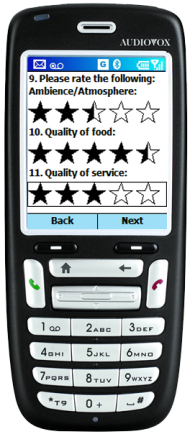 AUDIOVOX
G
9. Please rate the following:
Ambience/Atmosphere:
10. Quality of food:
11. Quality of service:
Back Next
1 2ABC 3DEF
4GHI 5JKL 6MNO
7PQRS 8TUV 9WXYZ
*T9 0+ #